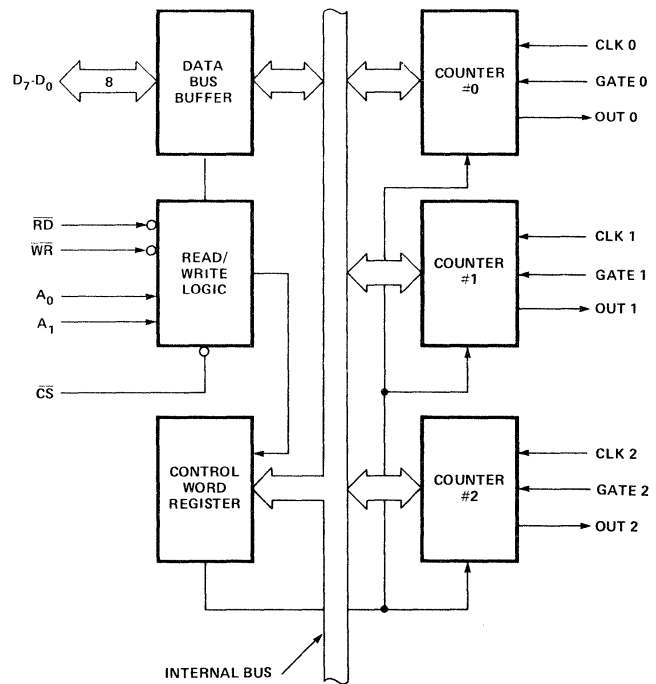 D7-D0
8
DATA
BUS
BUFFER
COUNTER
#0
CLK 0
GATE 0
OUT 0
RD
WR
A0
A1
CS
READ/
WRITE
LOGIC
COUNTER
#1
CLK 1
GATE 1
OUT 1
CONTROL
WORD
REGISTER
COUNTER
#2
CLK 2
GATE 2
OUT 2
INTERNAL BUS